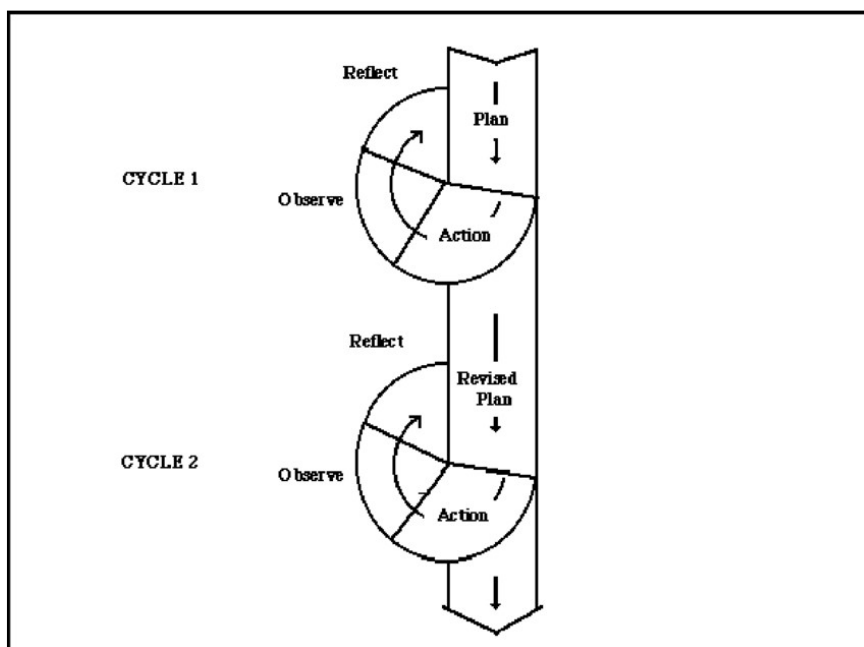 Reflect
Plan
CYCLE 1
Observe
Action
Reflect
Revised
Plan
CYCLE 2
Observe
Action